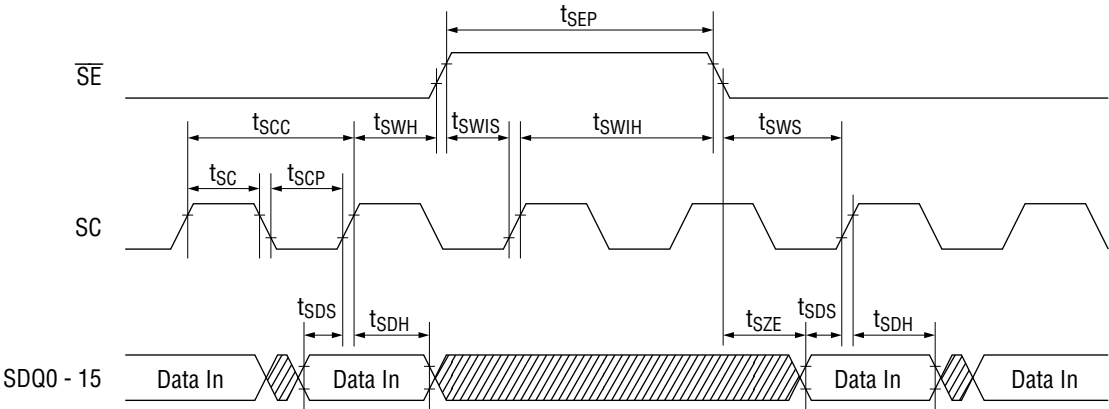 tSEP
SE
tSCC tSWH tSWIS tSWIH tSWS
tSC tSCP
SC
tSDS tSDH tSZE tSDS tSDH
SDQ0 - 15 Data In Data In Data In Data In